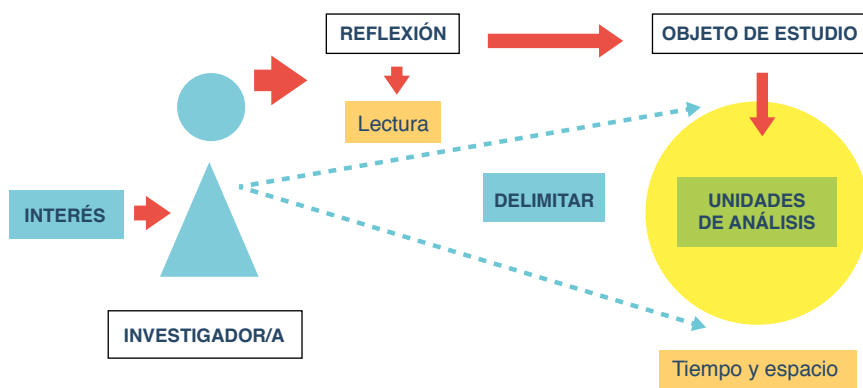 REFLEXIÓN
OBJETO DE ESTUDIO
Lectura
INTERÉS
DELIMITAR
UNIDADES
DE ANÁLISIS
INVESTIGADOR/A
Tiempo y espacio